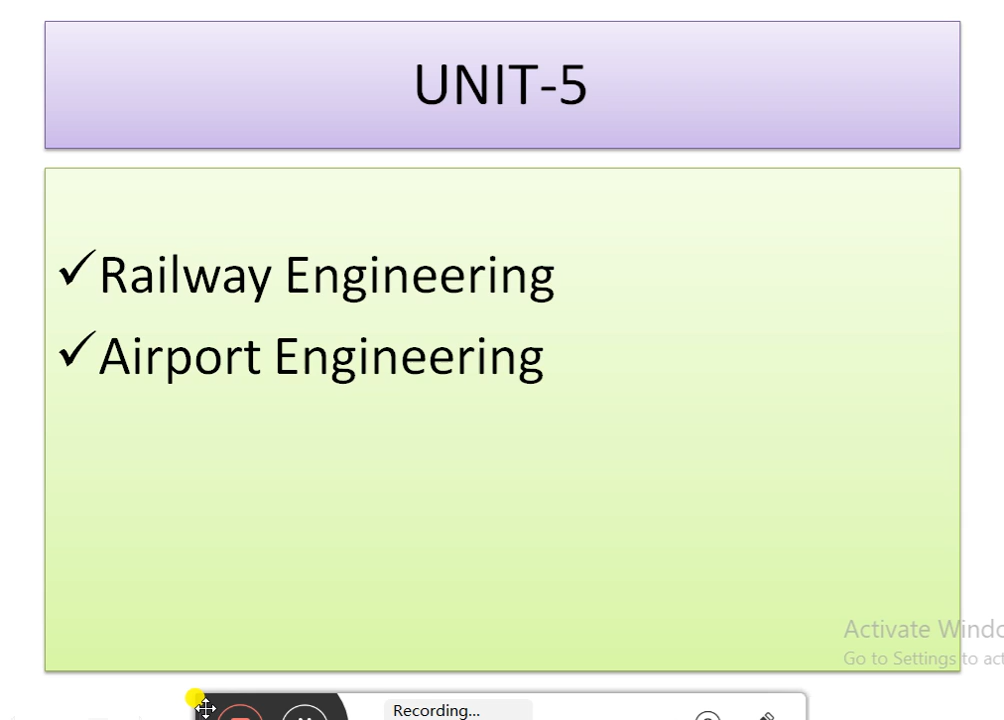 UNIT-5
✓Railway Engineering
✓Airport Engineering
Activate Windo
Go to Settings to act
Recording...